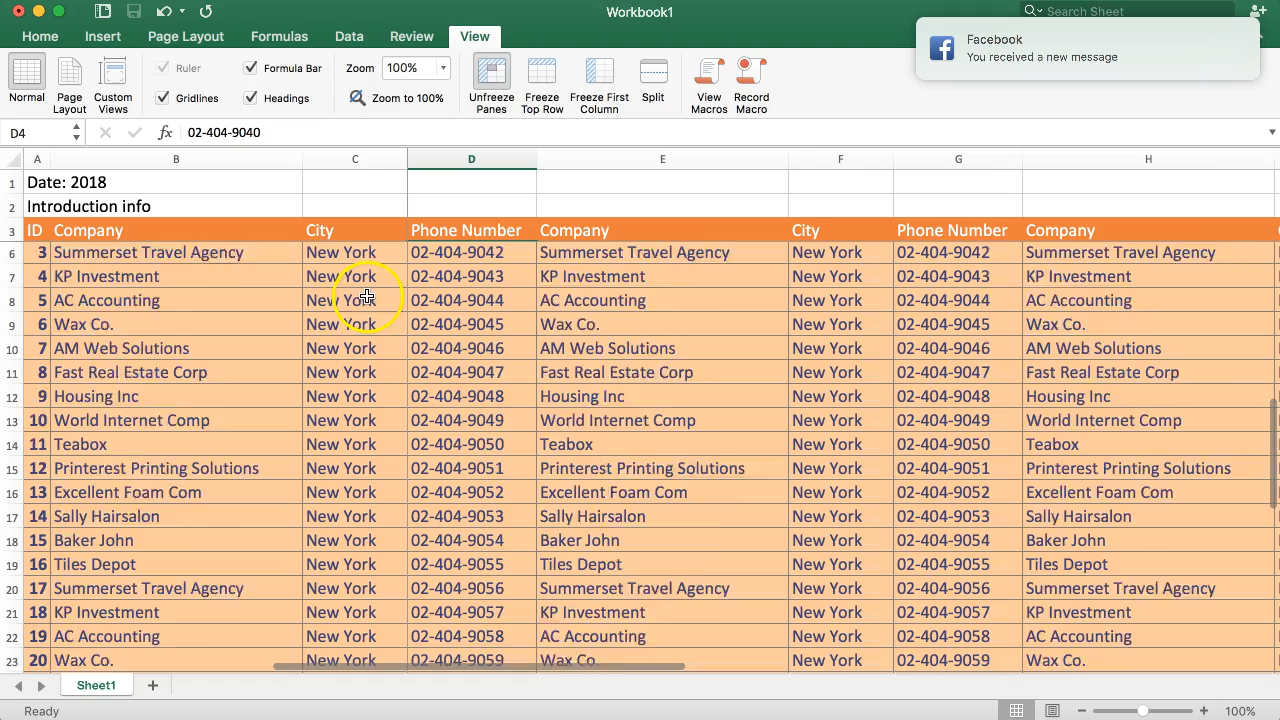 Workbook1
Search Sheet
Home Insert Page Layout Formulas Data Review View
Facebook
You received a new message
Normal
Page Layout
Custom Views
Ruler
Formula Bar
Gridlines
Headings
Zoom 100%
Zoom to 100%
Unfreeze Panes
Freeze Top Row
Freeze First Column
Split
View Macros
Record Macro
D4 fx 02-404-9040
A B C D E F G H
1 Date: 2018
2 Introduction info
3 ID Company City Phone Number Company City Phone Number Company
6 3 Summerset Travel Agency New York 02-404-9042 Summerset Travel Agency New York 02-404-9042 Summerset Travel Agency
7 4 KP Investment New York 02-404-9043 KP Investment New York 02-404-9043 KP Investment
8 5 AC Accounting New York 02-404-9044 AC Accounting New York 02-404-9044 AC Accounting
9 6 Wax Co. New York 02-404-9045 Wax Co. New York 02-404-9045 Wax Co.
10 7 AM Web Solutions New York 02-404-9046 AM Web Solutions New York 02-404-9046 AM Web Solutions
11 8 Fast Real Estate Corp New York 02-404-9047 Fast Real Estate Corp New York 02-404-9047 Fast Real Estate Corp
12 9 Housing Inc New York 02-404-9048 Housing Inc New York 02-404-9048 Housing Inc
13 10 World Internet Comp New York 02-404-9049 World Internet Comp New York 02-404-9049 World Internet Comp
14 11 Teabox New York 02-404-9050 Teabox New York 02-404-9050 Teabox
15 12 Printerest Printing Solutions New York 02-404-9051 Printerest Printing Solutions New York 02-404-9051 Printerest Printing Solutions
16 13 Excellent Foam Com New York 02-404-9052 Excellent Foam Com New York 02-404-9052 Excellent Foam Com
17 14 Sally Hairsalon New York 02-404-9053 Sally Hairsalon New York 02-404-9053 Sally Hairsalon
18 15 Baker John New York 02-404-9054 Baker John New York 02-404-9054 Baker John
19 16 Tiles Depot New York 02-404-9055 Tiles Depot New York 02-404-9055 Tiles Depot
20 17 Summerset Travel Agency New York 02-404-9056 Summerset Travel Agency New York 02-404-9056 Summerset Travel Agency
21 18 KP Investment New York 02-404-9057 KP Investment New York 02-404-9057 KP Investment
22 19 AC Accounting New York 02-404-9058 AC Accounting New York 02-404-9058 AC Accounting
23 20 Wax Co. New York 02-404-9059 Wax Co. New York 02-404-9059 Wax Co.
Sheet1
Ready 100%